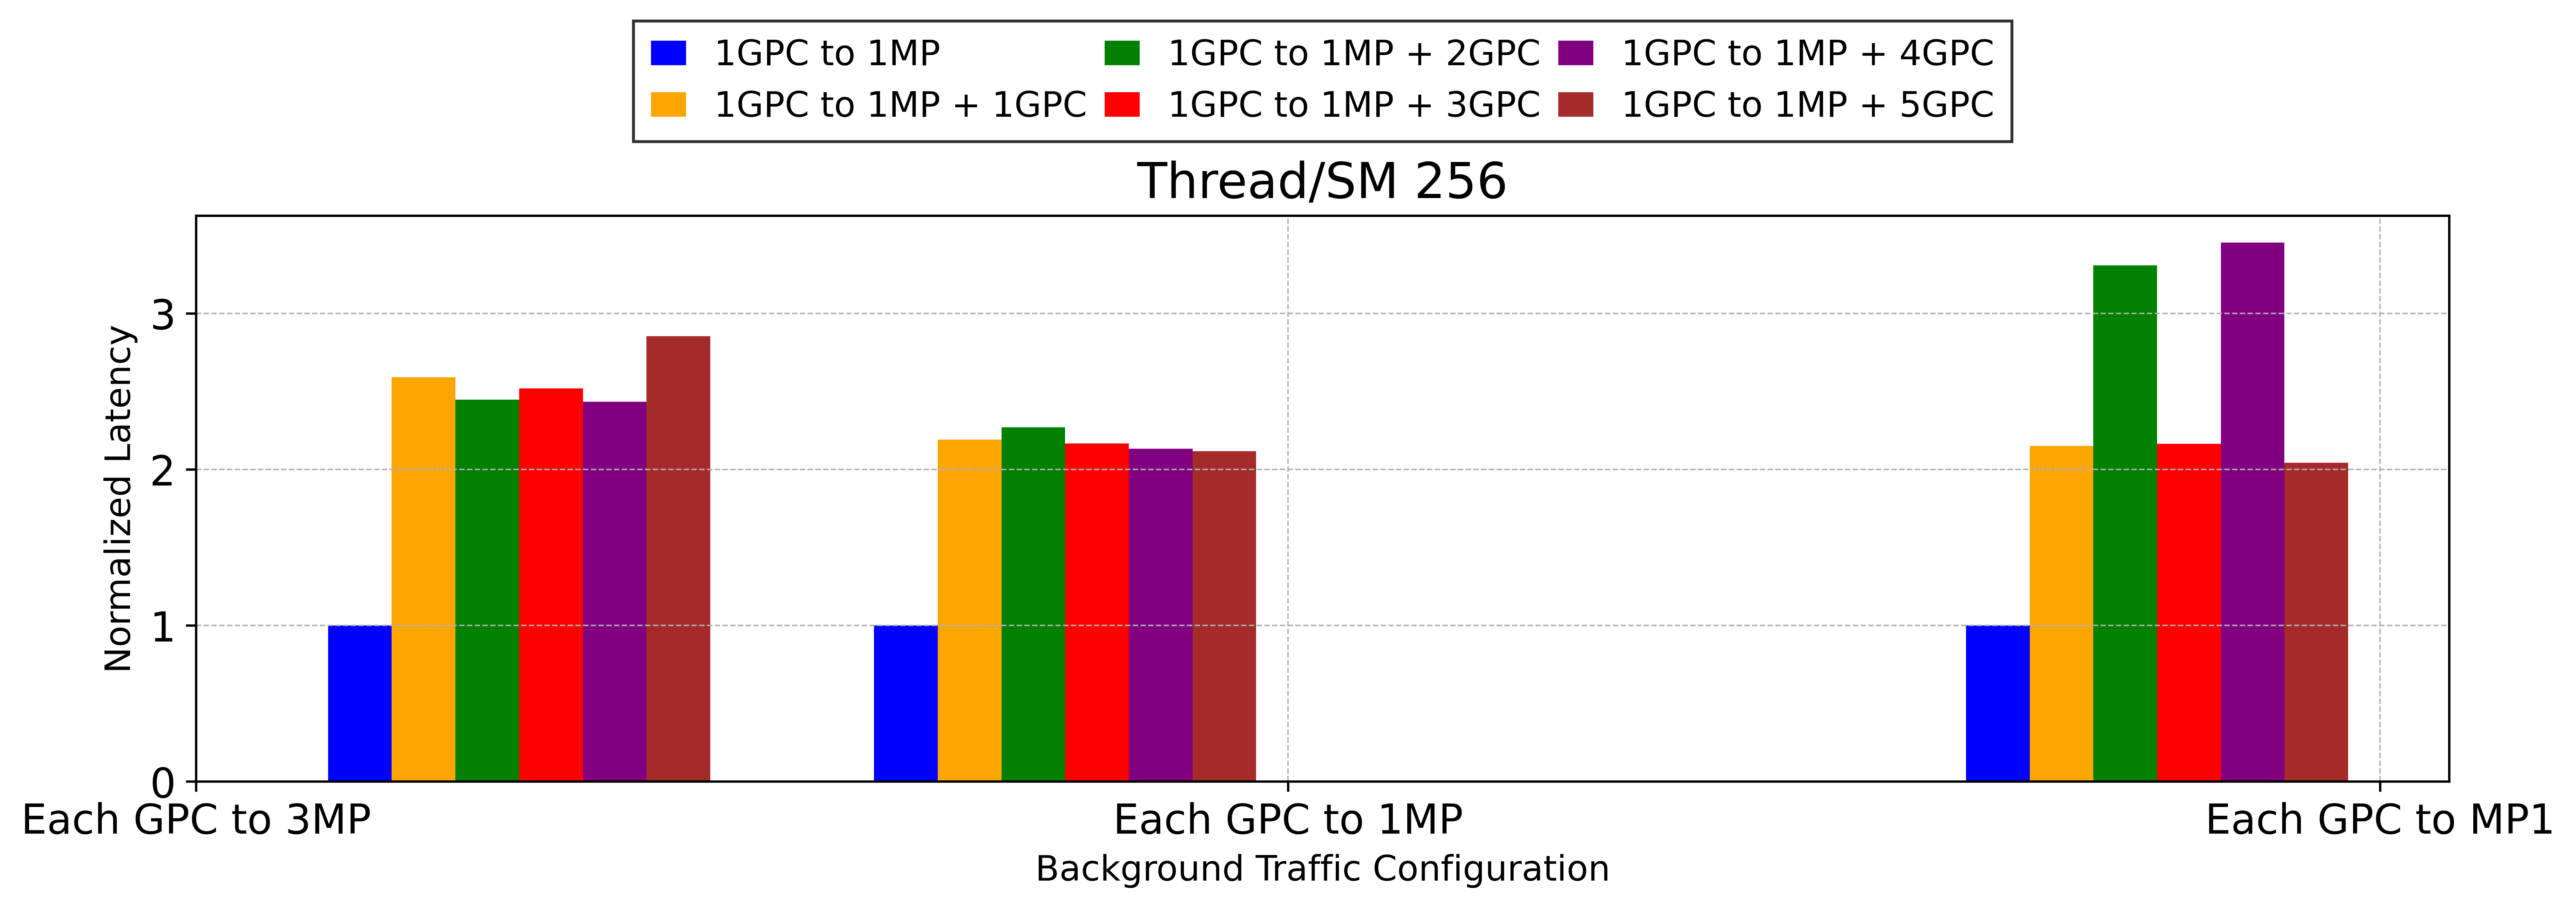 1GPC to 1MP
1GPC to 1MP + 1GPC
1GPC to 1MP + 2GPC
1GPC to 1MP + 3GPC
1GPC to 1MP + 4GPC
1GPC to 1MP + 5GPC
Thread/SM 256
Normalized Latency
3
2
1
0
Each GPC to 3MP
Each GPC to 1MP
Each GPC to MP1
Background Traffic Configuration